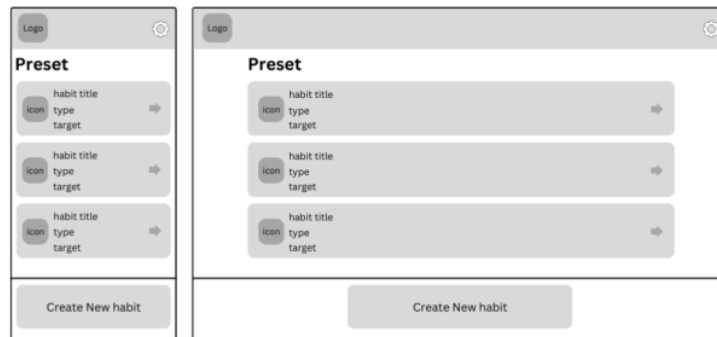 Logo
Preset
icon
habit title
type
target
icon
habit title
type
target
icon
habit title
type
target
Create New habit
Logo
Preset
icon
habit title
type
target
icon
habit title
type
target
icon
habit title
type
target
Create New habit